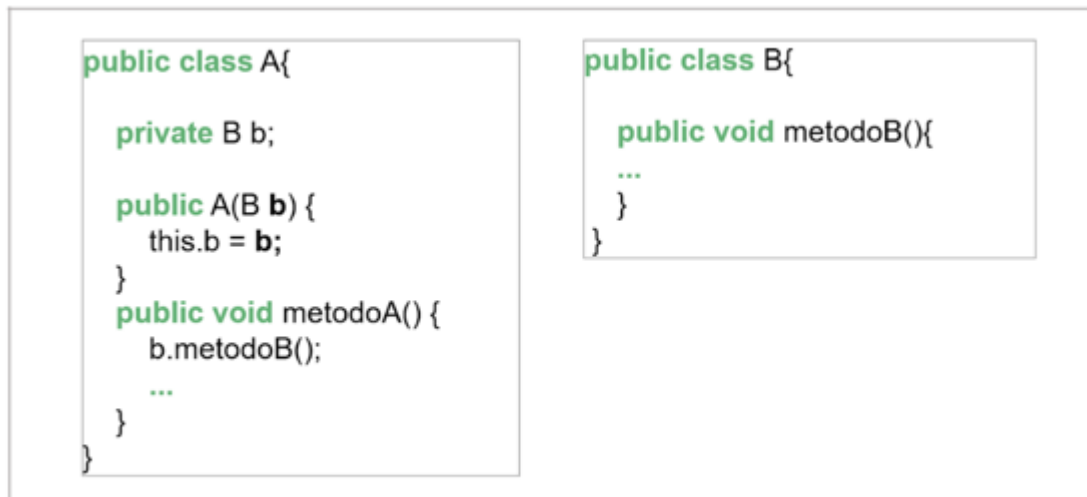 public class A{
private B b;
public A(B b) {
this.b = b;
}
public void metodoA() {
b.metodoB();
...
}
}
public class B{
public void metodoB(){
...
}
}